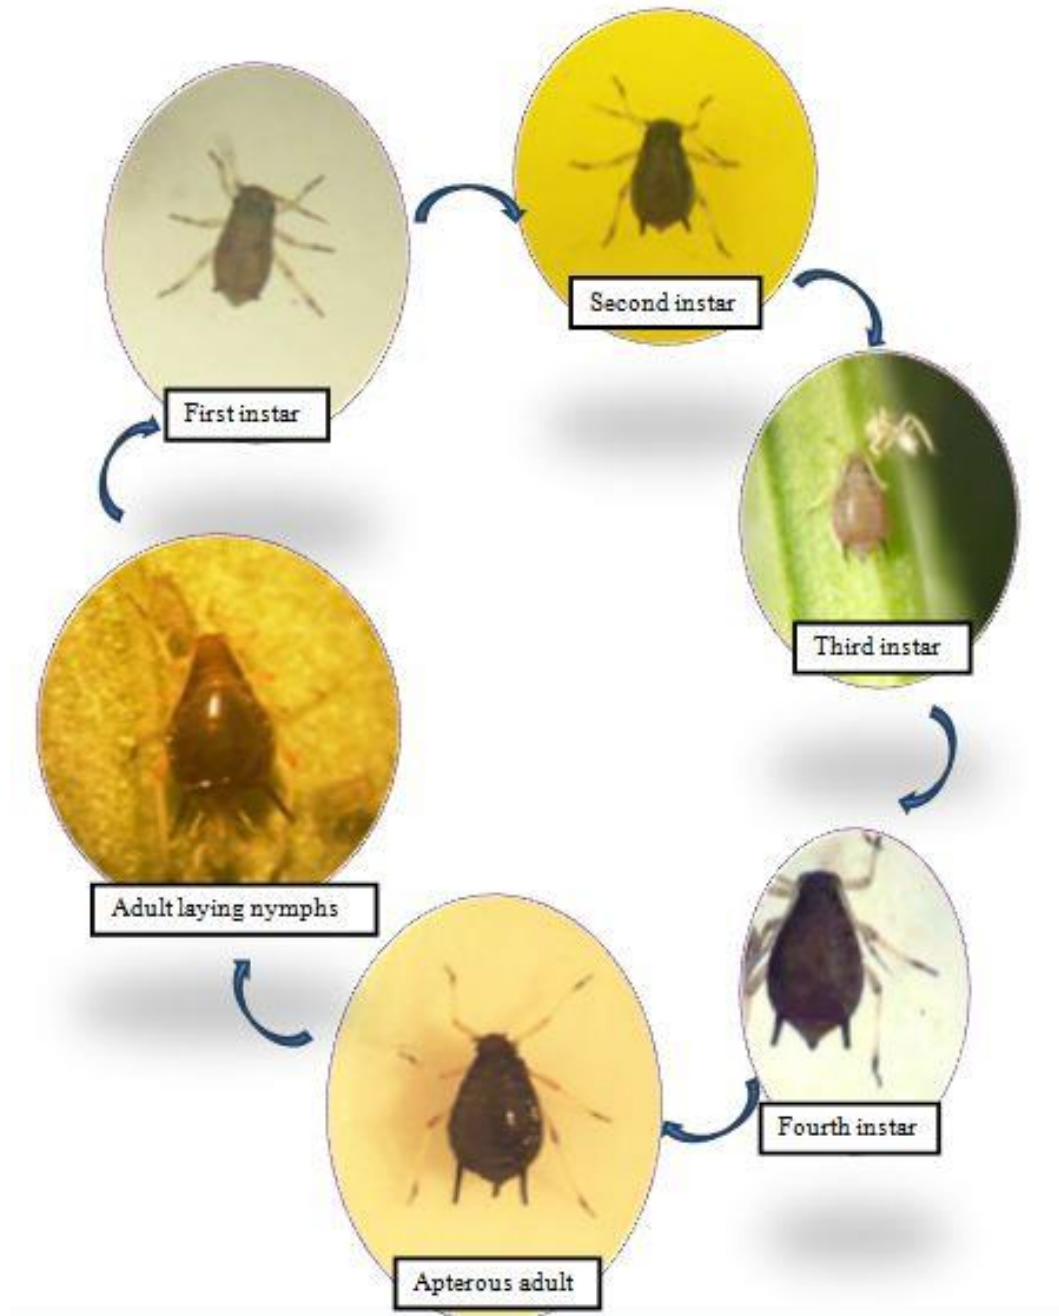 First instar
Second instar
Third instar
Fourth instar
Apterous adult
Adult laying nymphs